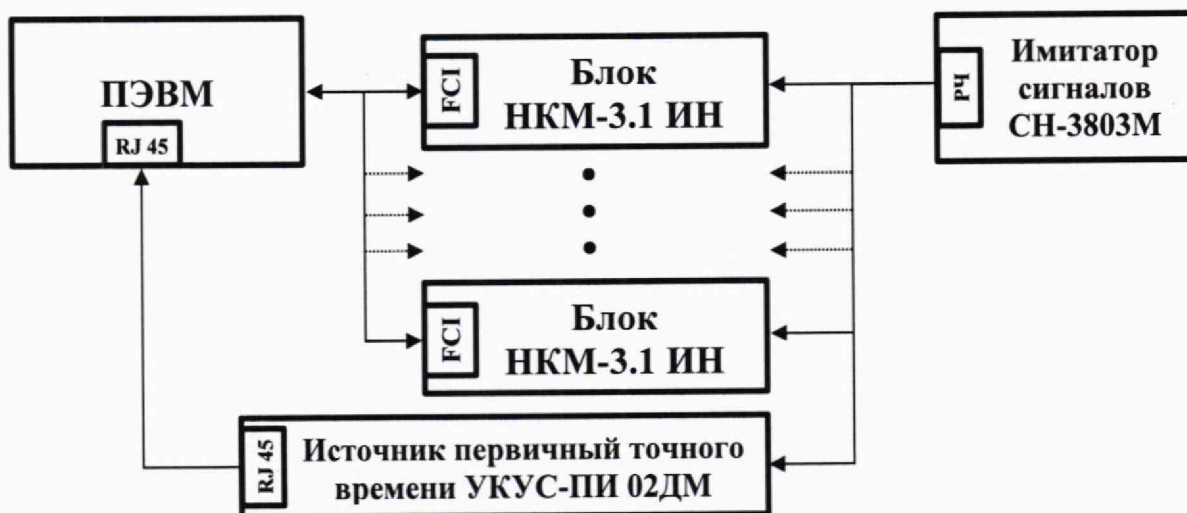 ПЭВМ
RJ 45
FCI
Блок
НКМ-3.1 ИН
РЧ
Имитатор
сигналов
СН-3803М
FCI
Блок
НКМ-3.1 ИН
RJ 45
Источник первичный точного
времени УКУС-ПИ 02ДМ